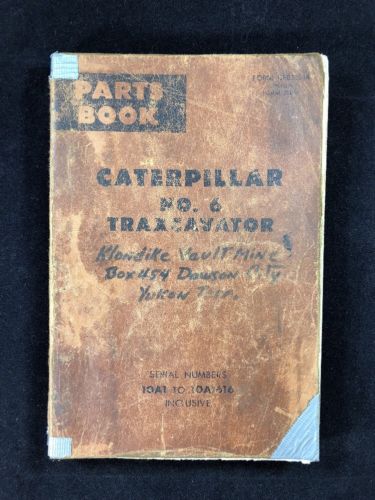 PARTS
BOOK
FORM
CATERPILLAR
NO. 6
TRAXCAVATOR
Klondike Vault Mine
Box 454 Dawson City
Yukon Terr.
SERIAL NUMBERS
10A1 TO
INCLUSIVE